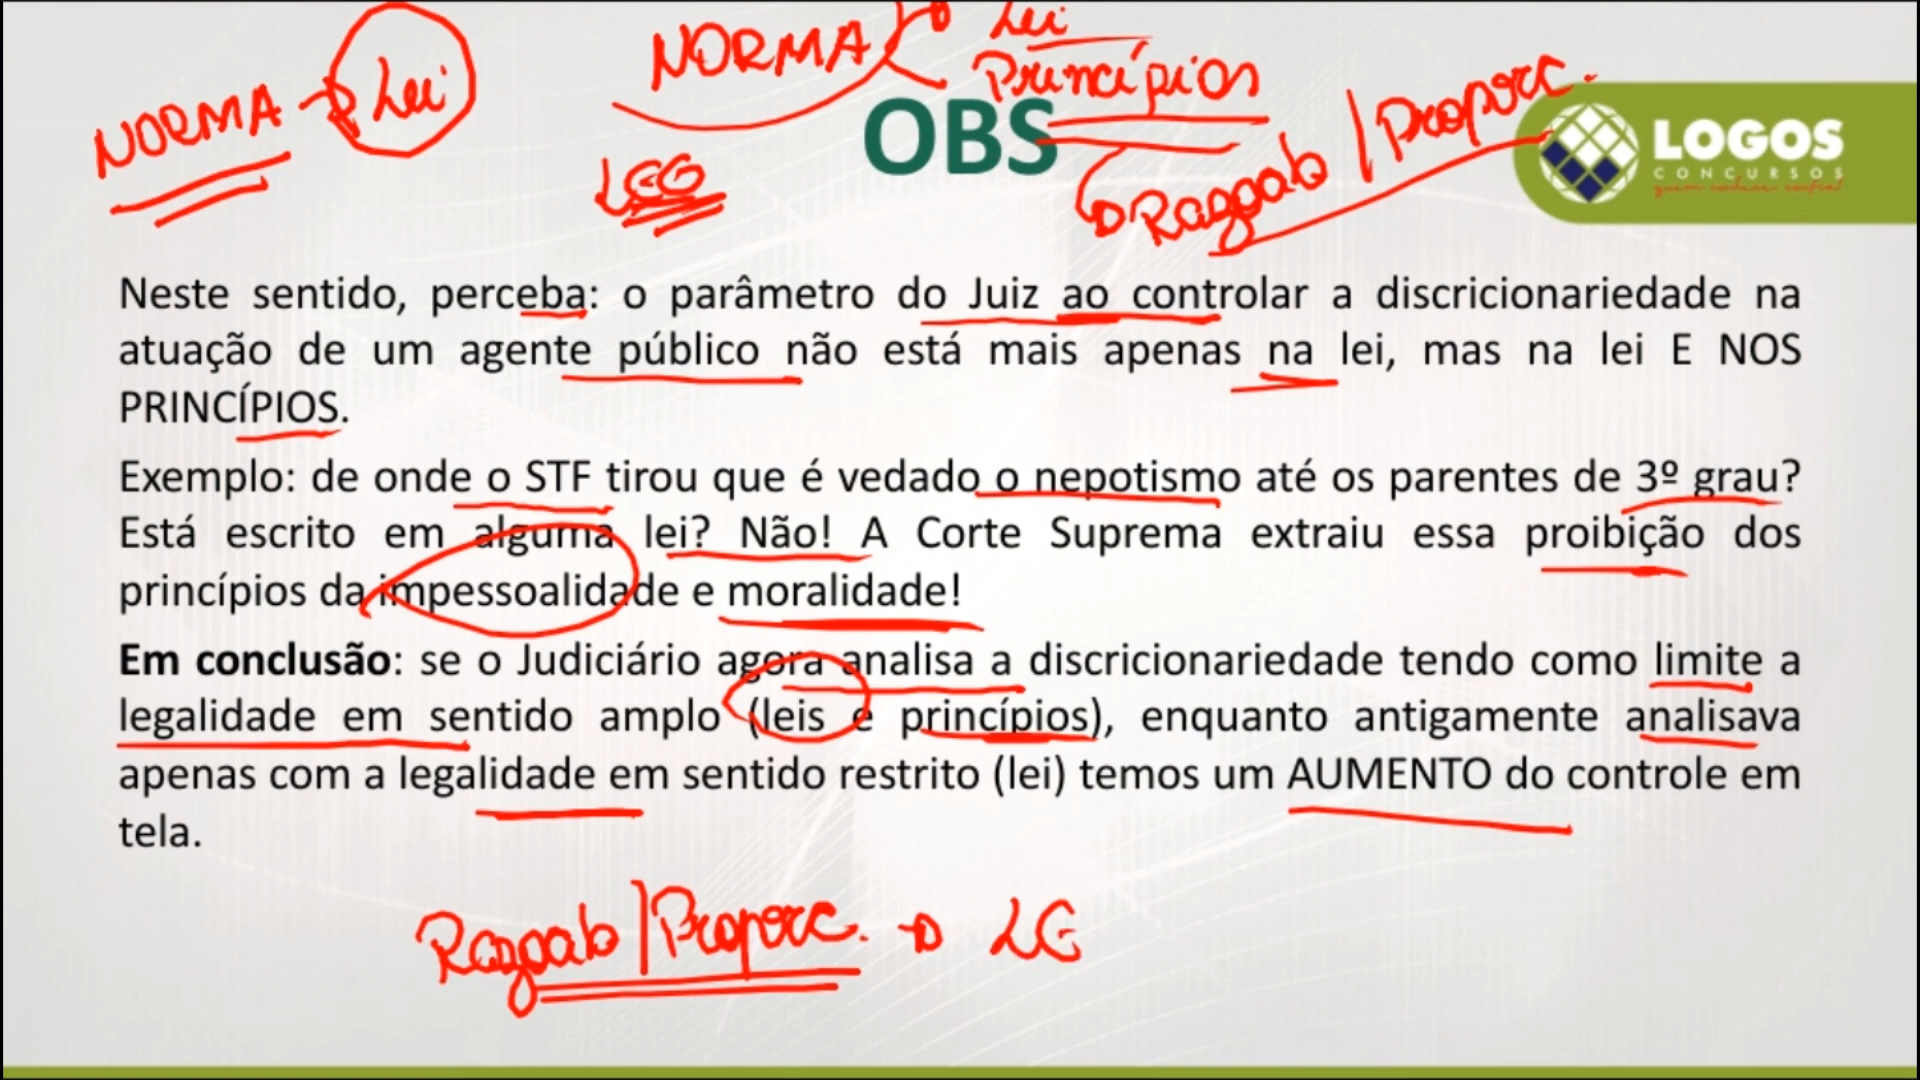 NORMA → Lei
NORMA
Lei
Princípios
LEG
OBS
Razoab / Proporc.
LOGOS
CONCURSOS
Neste sentido, perceba: o parâmetro do Juiz ao controlar a discricionariedade na
atuação de um agente público não está mais apenas na lei, mas na lei E NOS
PRINCÍPIOS.
Exemplo: de onde o STF tirou que é vedado o nepotismo até os parentes de 3º grau?
Está escrito em alguma lei? Não! A Corte Suprema extraiu essa proibição dos
princípios da impessoalidade e moralidade!
Em conclusão: se o Judiciário agora analisa a discricionariedade tendo como limite a
legalidade em sentido amplo (leis e princípios), enquanto antigamente analisava
apenas com a legalidade em sentido restrito (lei) temos um AUMENTO do controle em
tela.
Razoab / Proporc. →